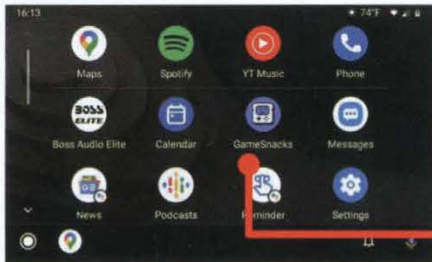 16:13
74°F
Maps
Spotify
YT Music
Phone
BOSS
ELITE
Boss Audio Elite
Calendar
GameSnacks
Messages
News
Podcasts
Reminder
Settings